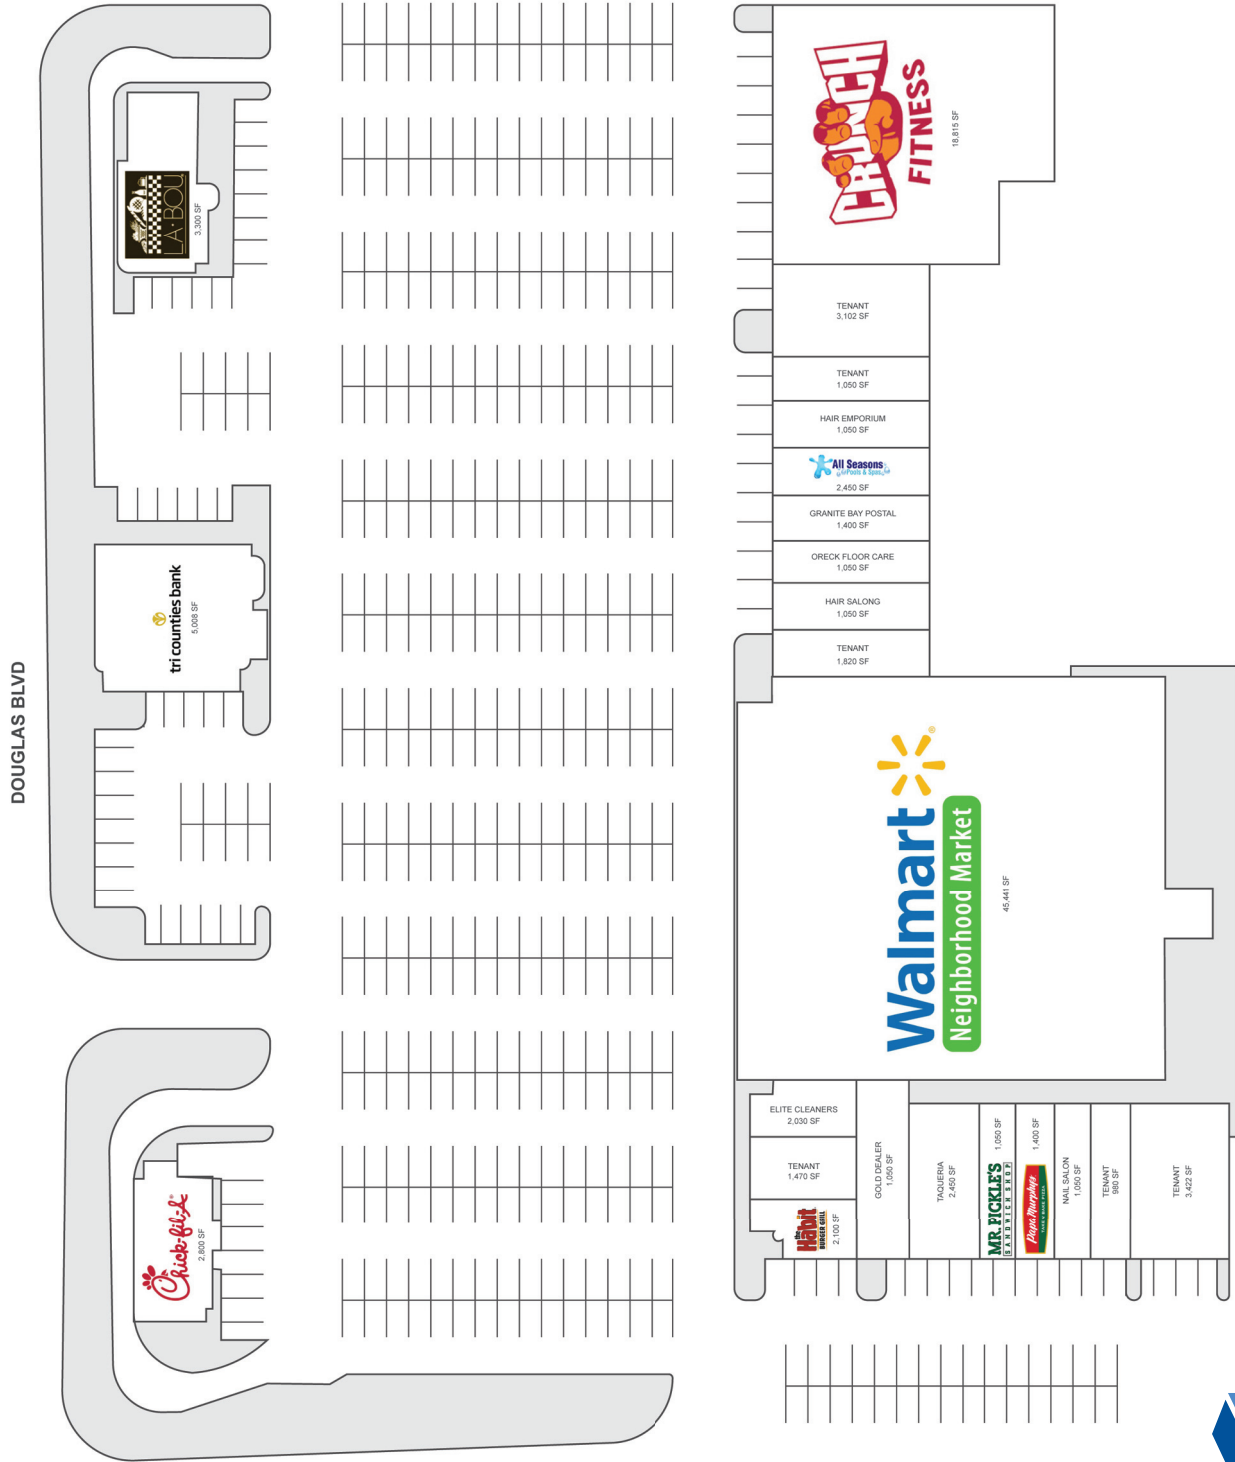 DOUGLAS BLVD
LA·BOU
3,300 SF
tri counties bank
5,008 SF
Chick-fil-A®
2,800 SF
CRUNCH
FITNESS
18,815 SF
TENANT
3,102 SF
TENANT
1,050 SF
HAIR EMPORIUM
1,050 SF
All Seasons
Pools & Spas
2,450 SF
GRANITE BAY POSTAL
1,400 SF
ORECK FLOOR CARE
1,050 SF
HAIR SALONG
1,050 SF
TENANT
1,820 SF
Walmart®
Neighborhood Market
45,441 SF
ELITE CLEANERS
2,030 SF
TENANT
1,470 SF
the
Habit
BURGER GRILL
2,100 SF
GOLD DEALER
1,050 SF
TAQUERIA
2,450 SF
MR. PICKLE'S
SANDWICH SHOP
1,050 SF
Papa Murphy's
TAKE 'N' BAKE PIZZA
1,400 SF
NAIL SALON
1,050 SF
TENANT
980 SF
TENANT
3,422 SF